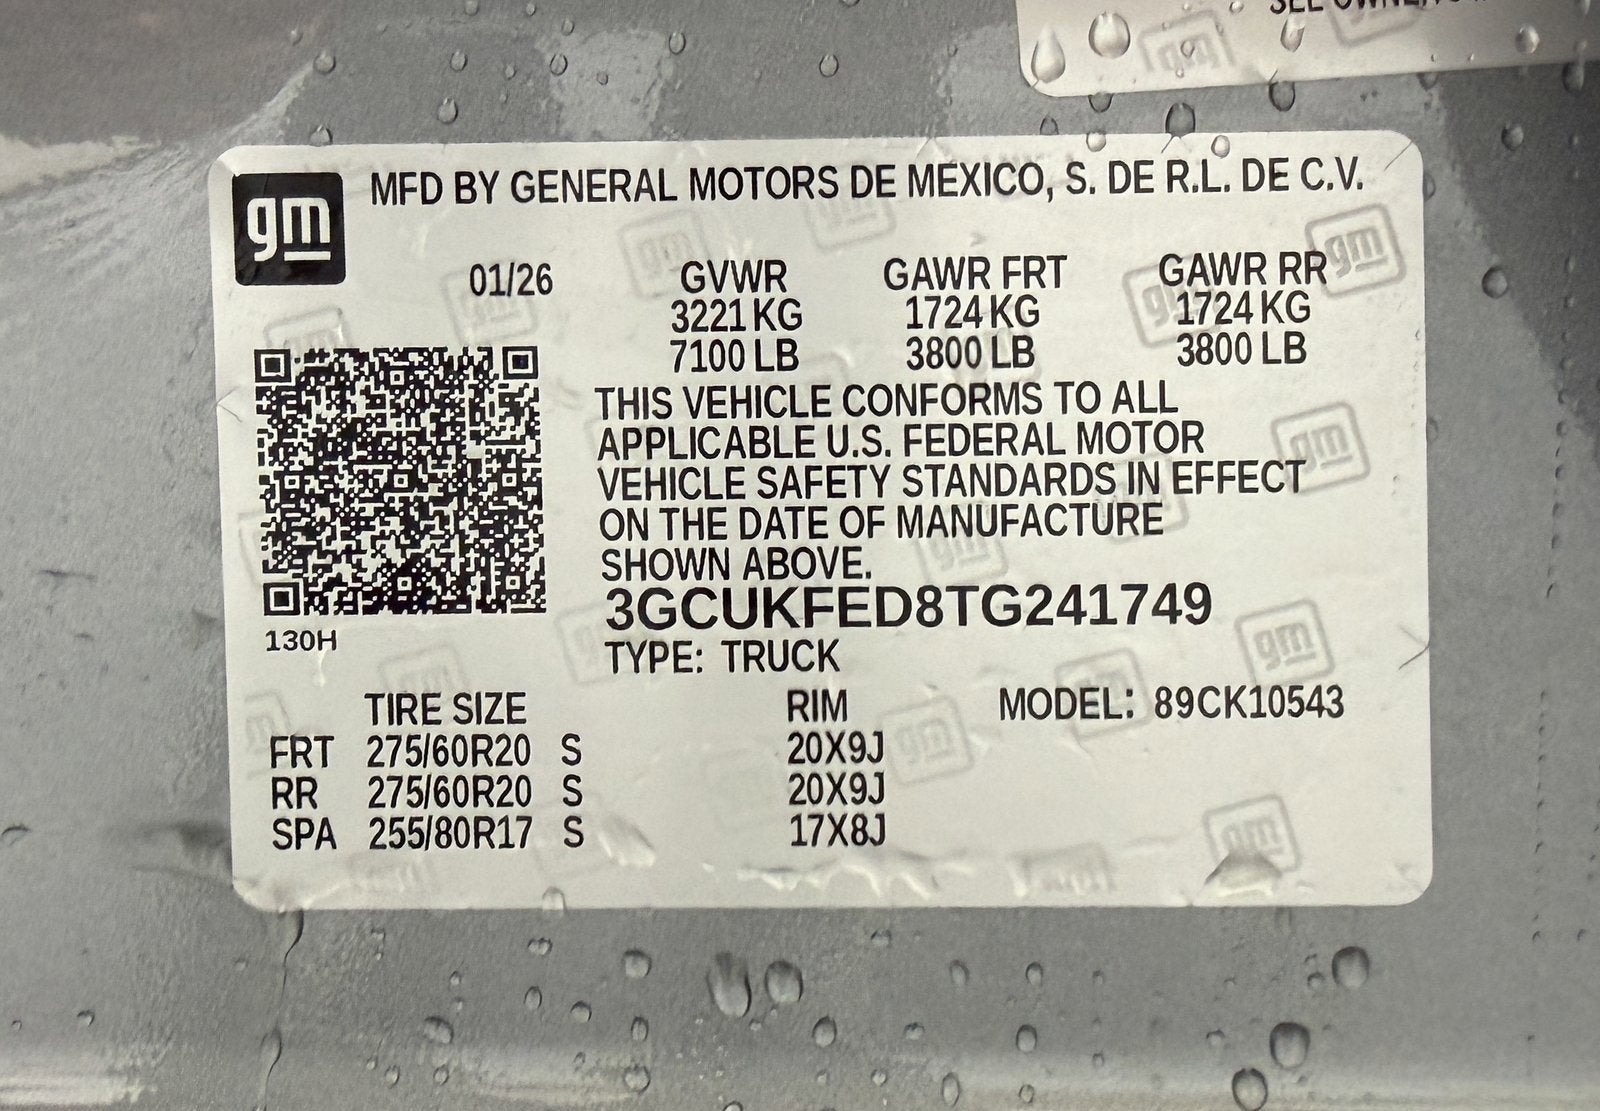 gm
MFD BY GENERAL MOTORS DE MEXICO, S. DE R.L. DE C.V.
01/26 GVWR GAWR FRT GAWR RR
3221 KG 1724 KG 1724 KG
7100 LB 3800 LB 3800 LB
THIS VEHICLE CONFORMS TO ALL
APPLICABLE U.S. FEDERAL MOTOR
VEHICLE SAFETY STANDARDS IN EFFECT
ON THE DATE OF MANUFACTURE
SHOWN ABOVE.
3GCUKFED8TG241749
130H
TYPE: TRUCK
TIRE SIZE RIM MODEL: 89CK10543
FRT 275/60R20 S 20X9J
RR 275/60R20 S 20X9J
SPA 255/80R17 S 17X8J